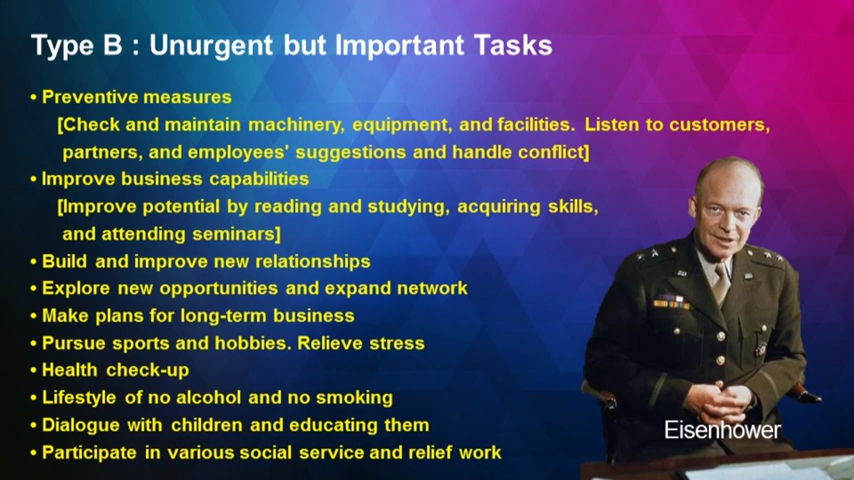 Type B : Unurgent but Important Tasks
• Preventive measures
[Check and maintain machinery, equipment, and facilities. Listen to customers,
partners, and employees' suggestions and handle conflict]
• Improve business capabilities
[Improve potential by reading and studying, acquiring skills,
and attending seminars]
• Build and improve new relationships
• Explore new opportunities and expand network
• Make plans for long-term business
• Pursue sports and hobbies. Relieve stress
• Health check-up
• Lifestyle of no alcohol and no smoking
• Dialogue with children and educating them
• Participate in various social service and relief work
Eisenhower